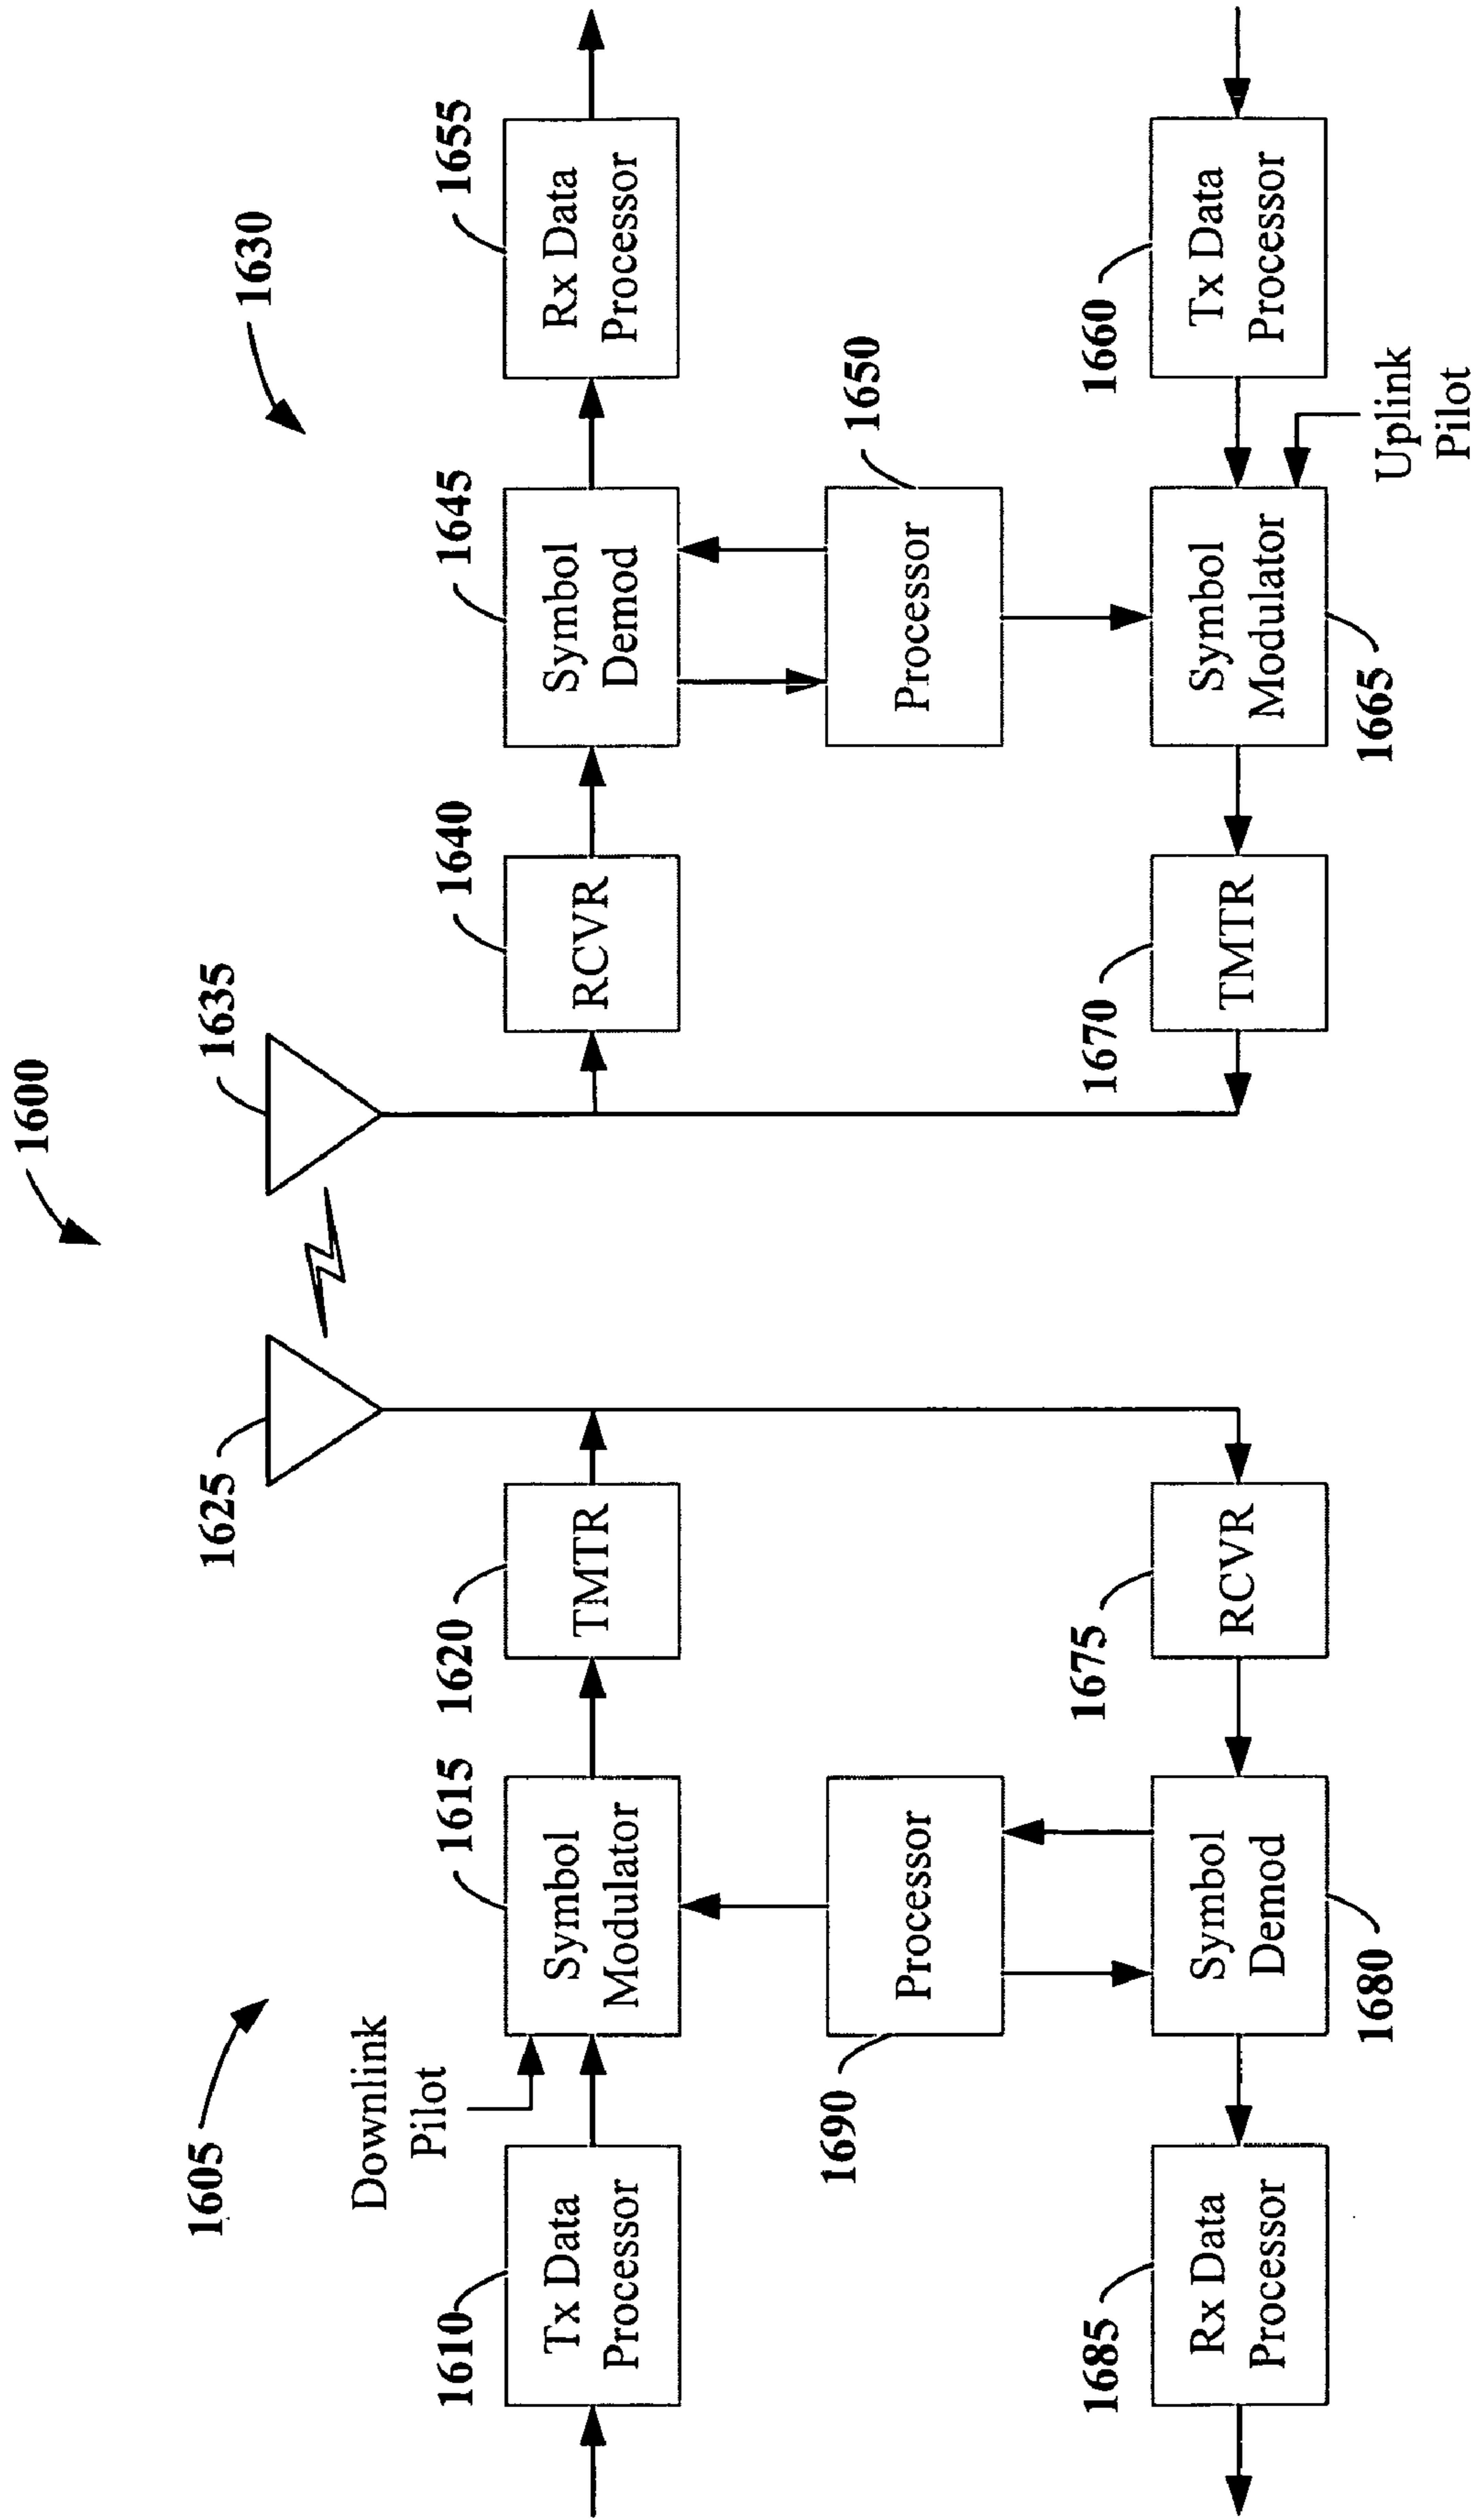 1600
1605
1630
1625
1635
Downlink
Pilot
1610
Tx Data
Processor
1615
Symbol
Modulator
1620
TMTR
1640
RCVR
1645
Symbol
Demod
1655
Rx Data
Processor
1690
Processor
1650
Processor
1685
Rx Data
Processor
1680
Symbol
Demod
1675
RCVR
1670
TMTR
1665
Symbol
Modulator
1660
Tx Data
Processor
Uplink
Pilot